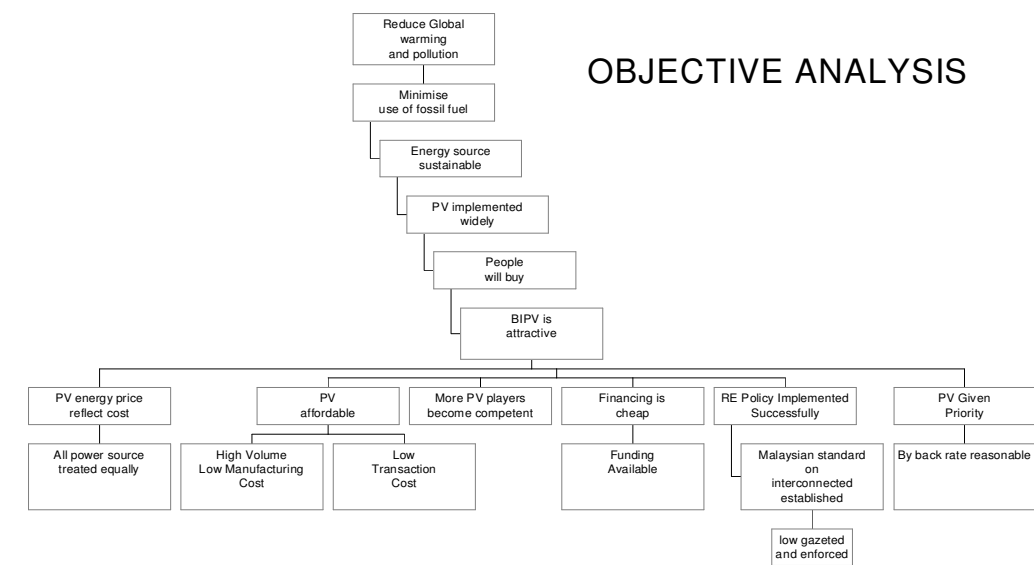 Reduce Global
warming
and pollution
OBJECTIVE ANALYSIS
Minimise
use of fossil fuel
Energy source
sustainable
PV implemented
widely
People
will buy
BIPV is
attractive
PV energy price
reflect cost
PV
affordable
More PV players
become competent
Financing is
cheap
RE Policy Implemented
Successfully
PV Given
Priority
All power source
treated equally
High Volume
Low Manufacturing
Cost
Low
Transaction
Cost
Funding
Available
Malaysian standard
on
interconnected
established
By back rate reasonable
low gazeted
and enforced